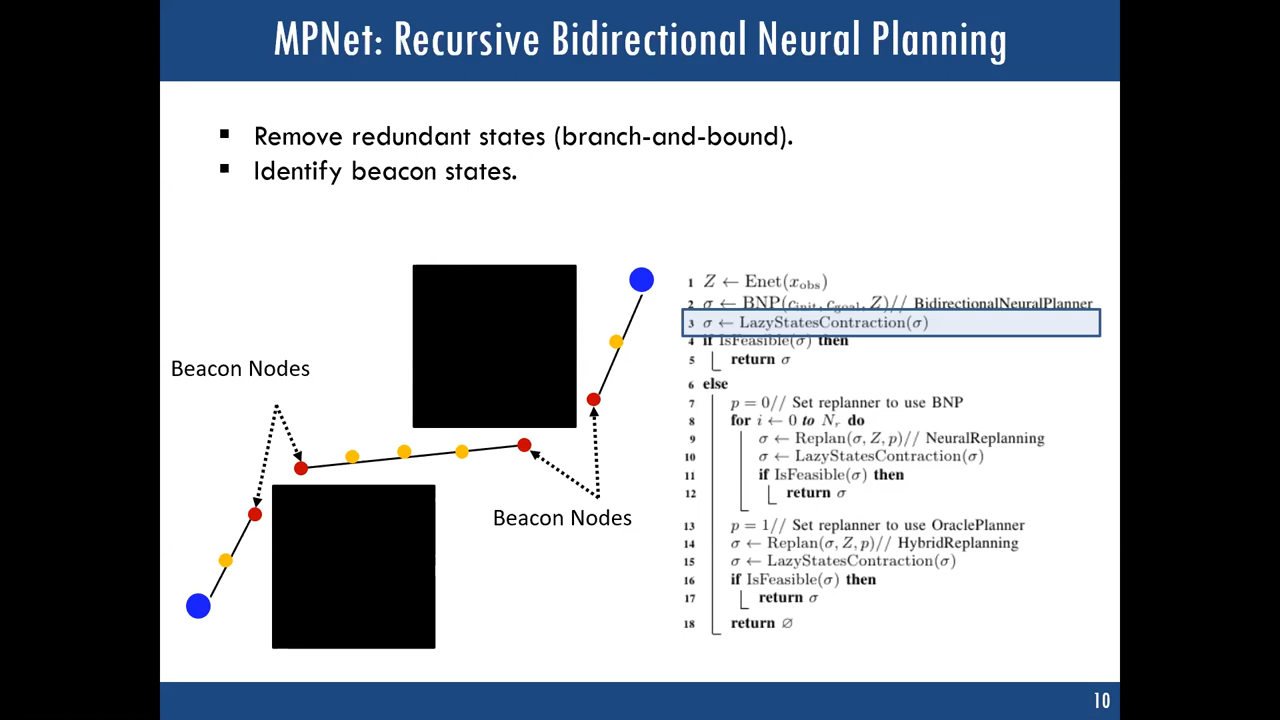 MPNet: Recursive Bidirectional Neural Planning
▪ Remove redundant states (branch-and-bound).
▪ Identify beacon states.
Beacon Nodes
Beacon Nodes
1 Z ← Enet(x_obs)
2 σ ← BNP(c_init, c_goal, Z)// BidirectionalNeuralPlanner
3 σ ← LazyStatesContraction(σ)
4 if IsFeasible(σ) then
5 return σ
6 else
7 p = 0// Set replanner to use BNP
8 for i ← 0 to N_r do
9 σ ← Replan(σ, Z, p)// NeuralReplanning
10 σ ← LazyStatesContraction(σ)
11 if IsFeasible(σ) then
12 return σ
13 p = 1// Set replanner to use OraclePlanner
14 σ ← Replan(σ, Z, p)// HybridReplanning
15 σ ← LazyStatesContraction(σ)
16 if IsFeasible(σ) then
17 return σ
18 return ∅
10